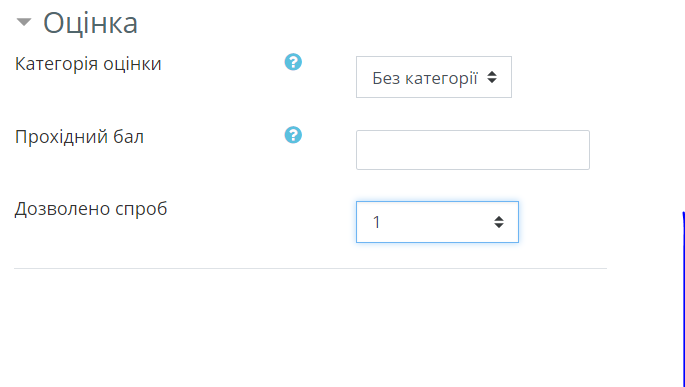 Оцінка
Категорія оцінки
Без категорії
Прохідний бал
Дозволено спроб
1